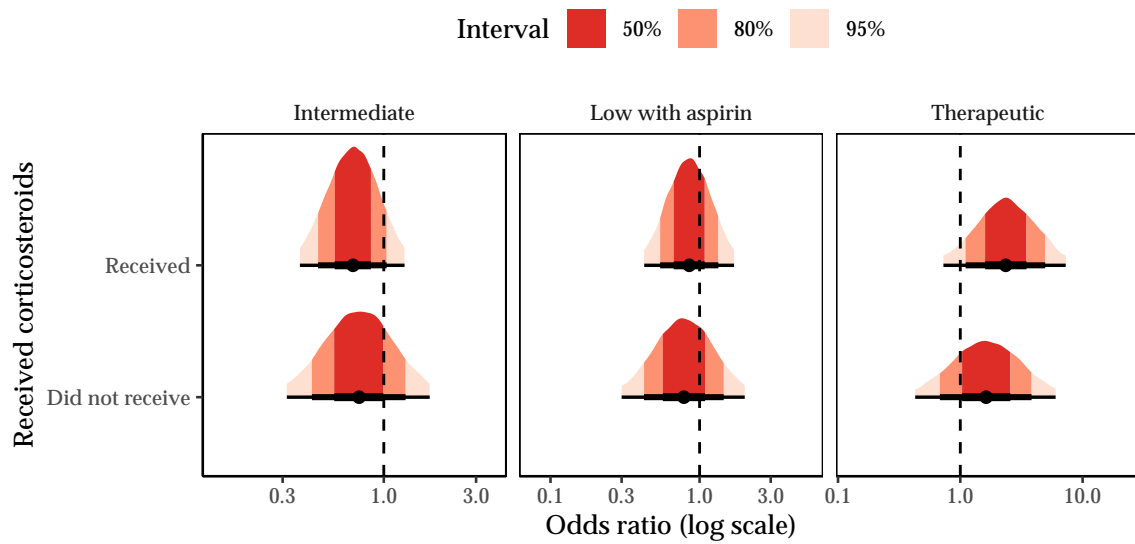 Interval 50% 80% 95%
Intermediate Low with aspirin Therapeutic
Received corticosteroids
Received
Did not receive
0.3 1.0 3.0 0.1 0.3 1.0 3.0 0.1 1.0 10.0
Odds ratio (log scale)